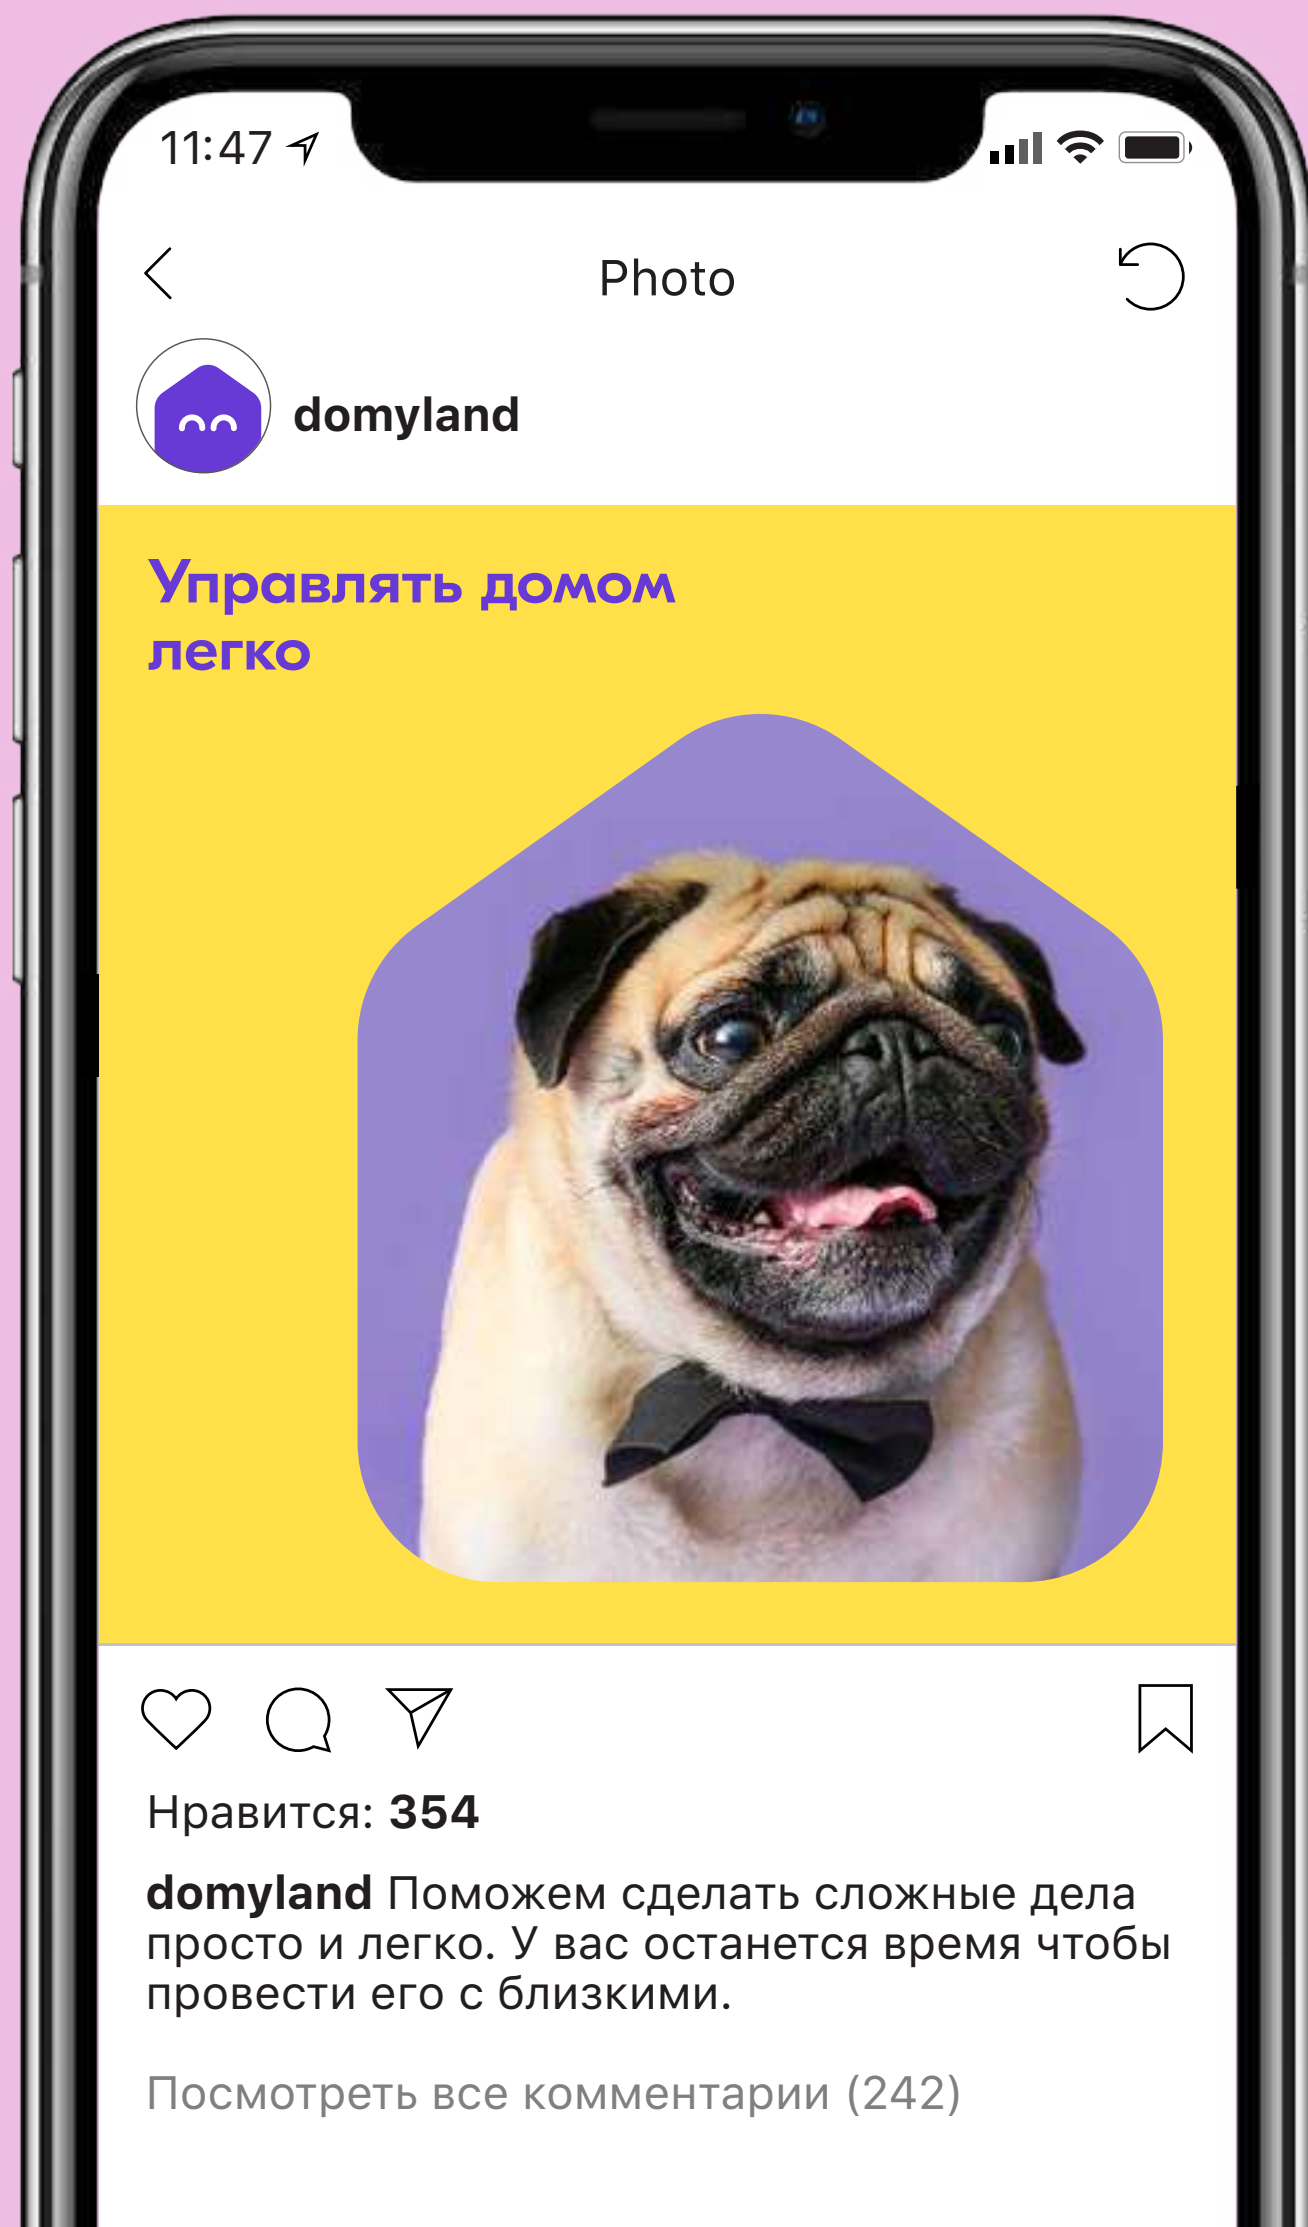 11:47
Photo
domyland
Управлять домом
легко
Нравится: 354
domyland Поможем сделать сложные дела
просто и легко. У вас останется время чтобы
провести его с близкими.
Посмотреть все комментарии (242)